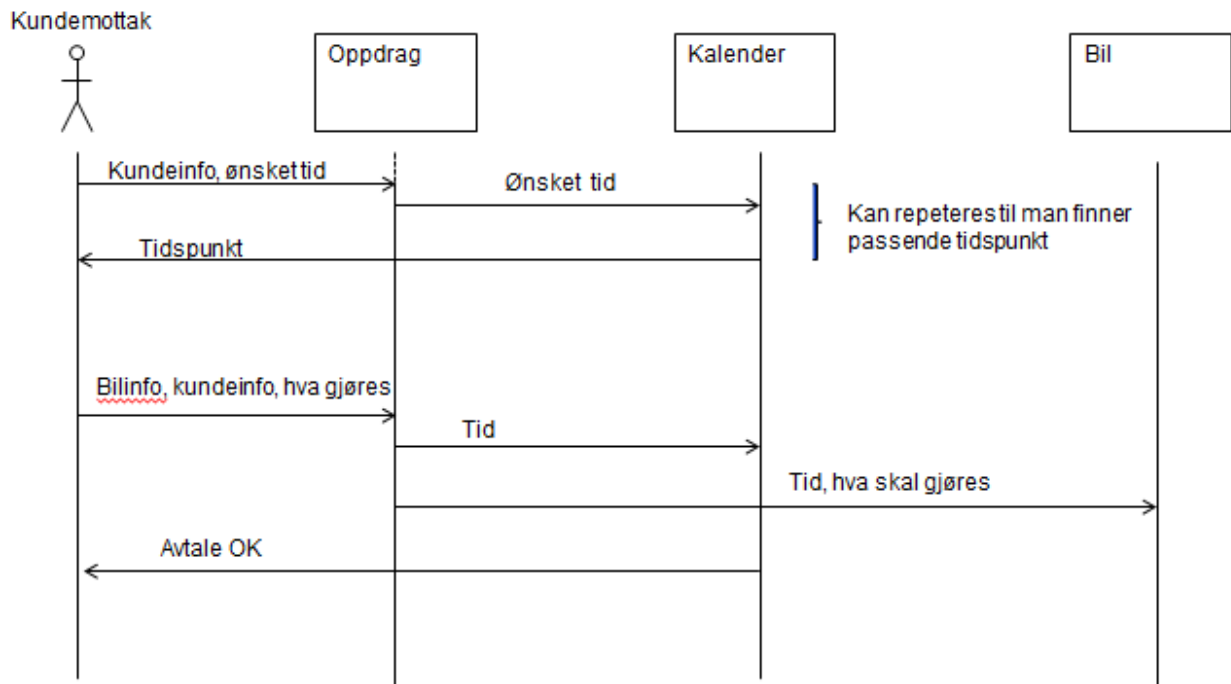 Kundemottak
Oppdrag
Kalender
Bil
Kundeinfo, ønsket tid
Ønsket tid
Kan repeteres til man finner
passende tidspunkt
Tidspunkt
Bilinfo, kundeinfo, hva gjøres
Tid
Tid, hva skal gjøres
Avtale OK